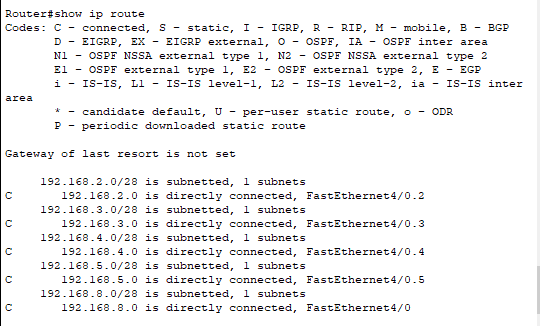 Router#show ip route
Codes: C - connected, S - static, I - IGRP, R - RIP, M - mobile, B - BGP
       D - EIGRP, EX - EIGRP external, O - OSPF, IA - OSPF inter area
       N1 - OSPF NSSA external type 1, N2 - OSPF NSSA external type 2
       E1 - OSPF external type 1, E2 - OSPF external type 2, E - EGP
       i - IS-IS, L1 - IS-IS level-1, L2 - IS-IS level-2, ia - IS-IS inter
area
       * - candidate default, U - per-user static route, o - ODR
       P - periodic downloaded static route
Gateway of last resort is not set
     192.168.2.0/28 is subnetted, 1 subnets
C       192.168.2.0 is directly connected, FastEthernet4/0.2
     192.168.3.0/28 is subnetted, 1 subnets
C       192.168.3.0 is directly connected, FastEthernet4/0.3
     192.168.4.0/28 is subnetted, 1 subnets
C       192.168.4.0 is directly connected, FastEthernet4/0.4
     192.168.5.0/28 is subnetted, 1 subnets
C       192.168.5.0 is directly connected, FastEthernet4/0.5
     192.168.8.0/28 is subnetted, 1 subnets
C       192.168.8.0 is directly connected, FastEthernet4/0